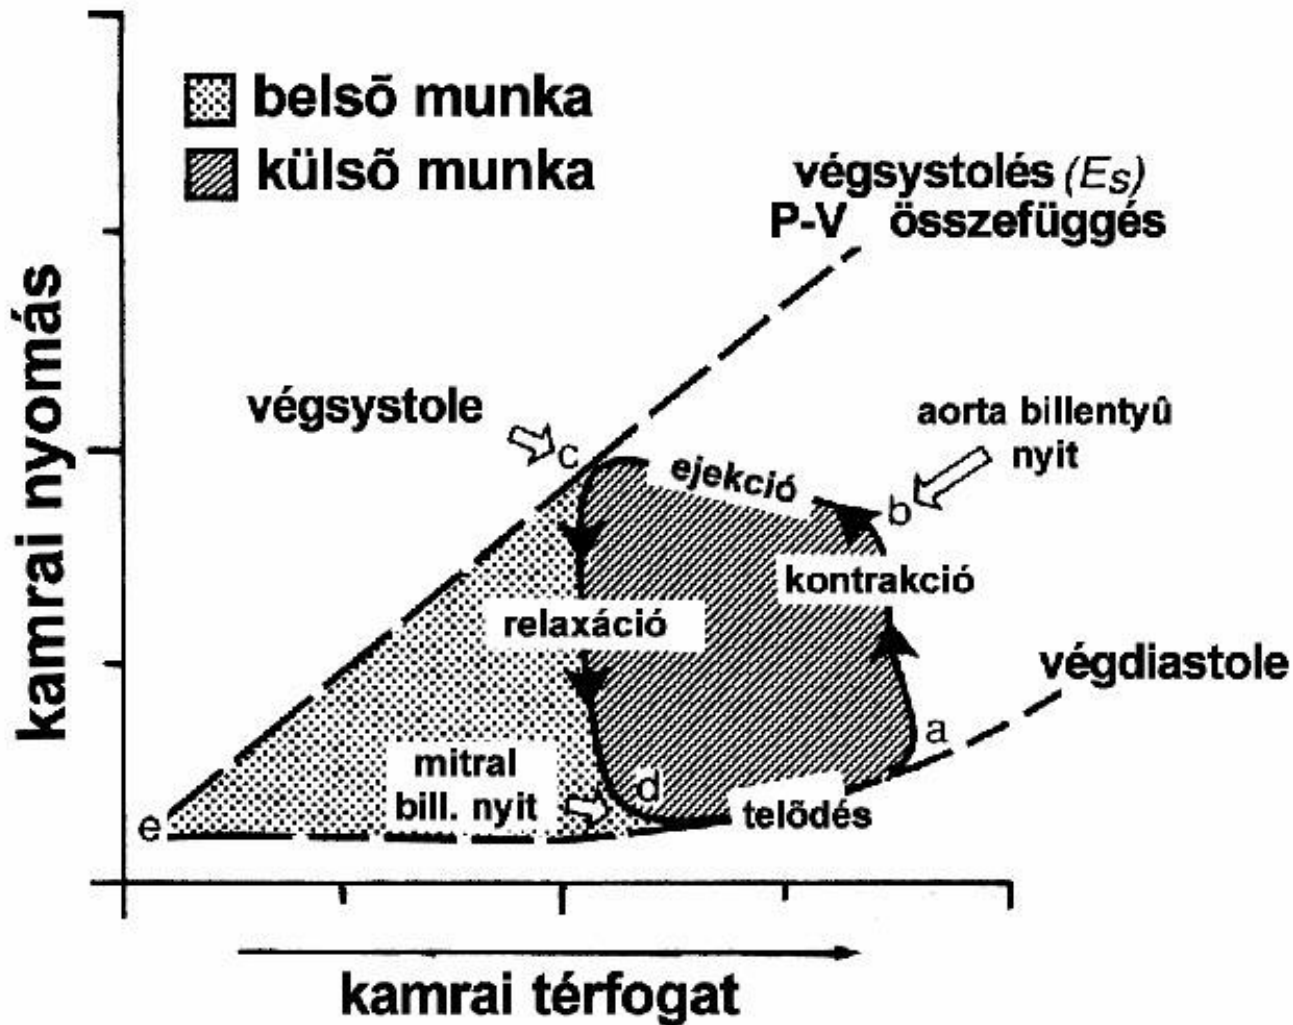 belsõ munka
külsõ munka
végsystolés (Es)
P-V összefüggés
kamrai nyomás
végsystole
c
ejekció
aorta billentyû
nyit
b
kontrakció
relaxáció
végdiastole
a
mitral
bill. nyit
d
telõdés
e
kamrai térfogat